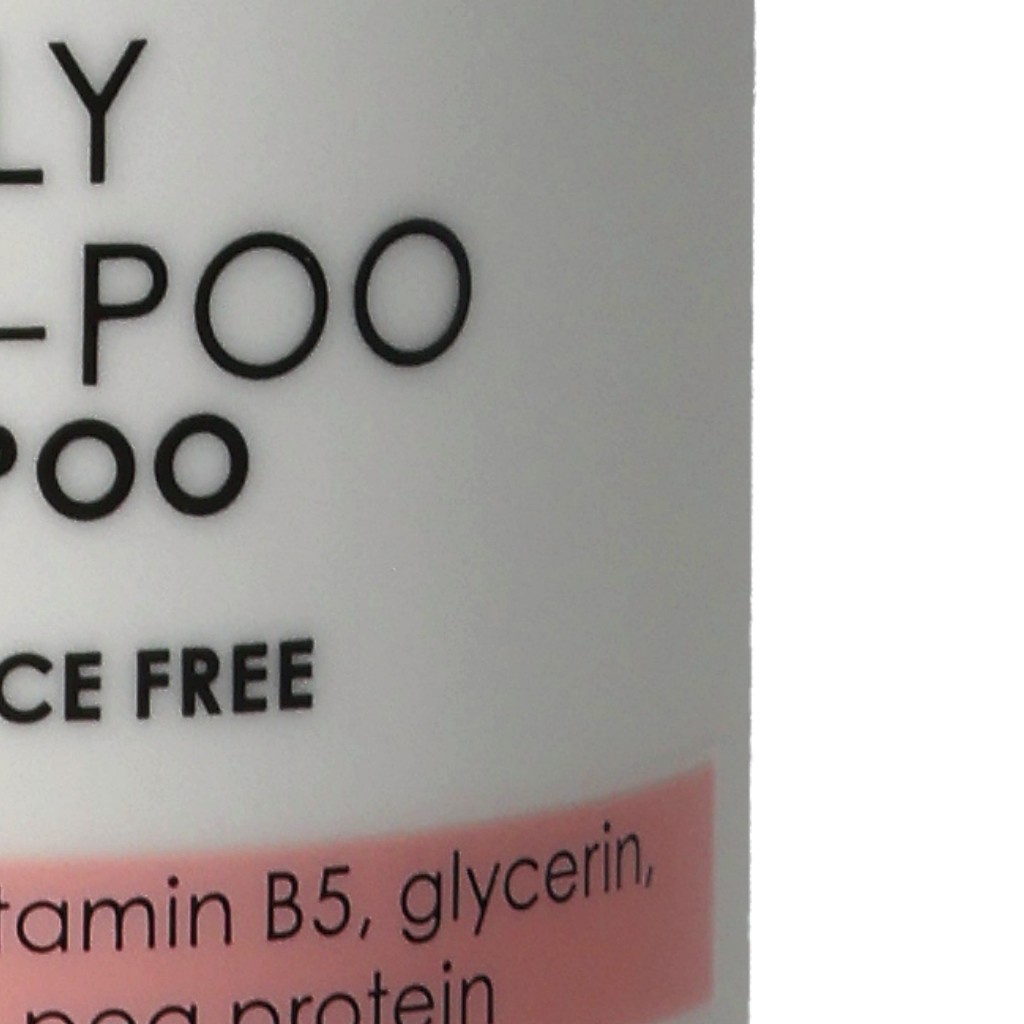 LY
-POO
POO
CE FREE
tamin B5, glycerin,
pea protein